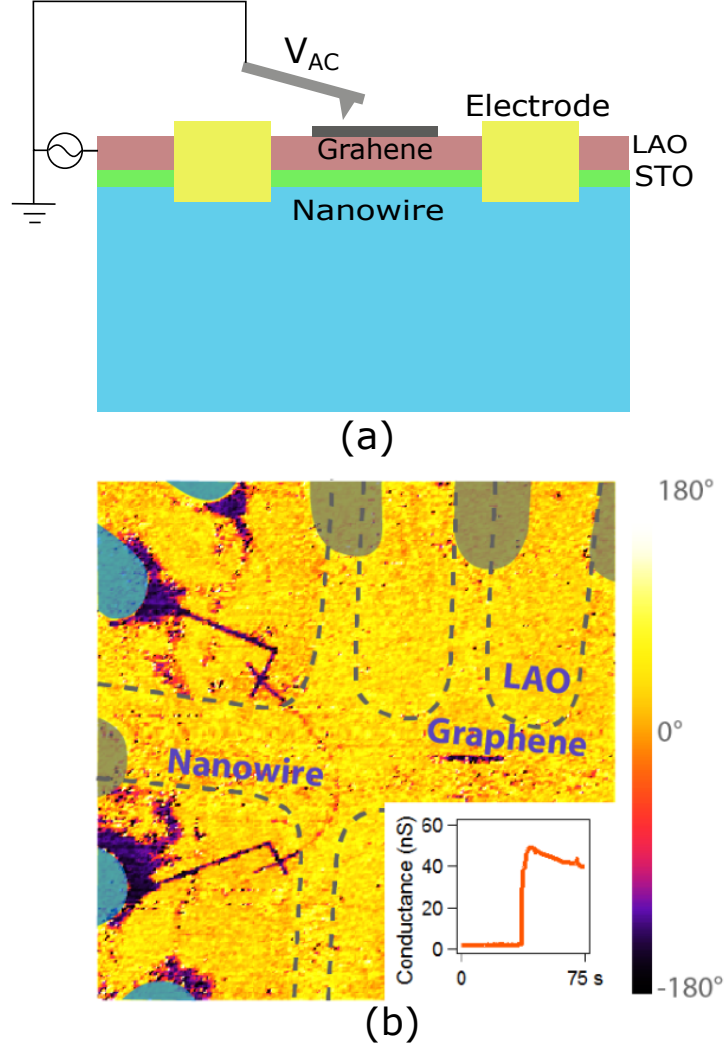 V_AC
Electrode
LAO
Grahene
STO
Nanowire
(a)
180°
LAO
Graphene
0°
Nanowire
60
40
20
0
Conductance (nS)
0
75 s
-180°
(b)